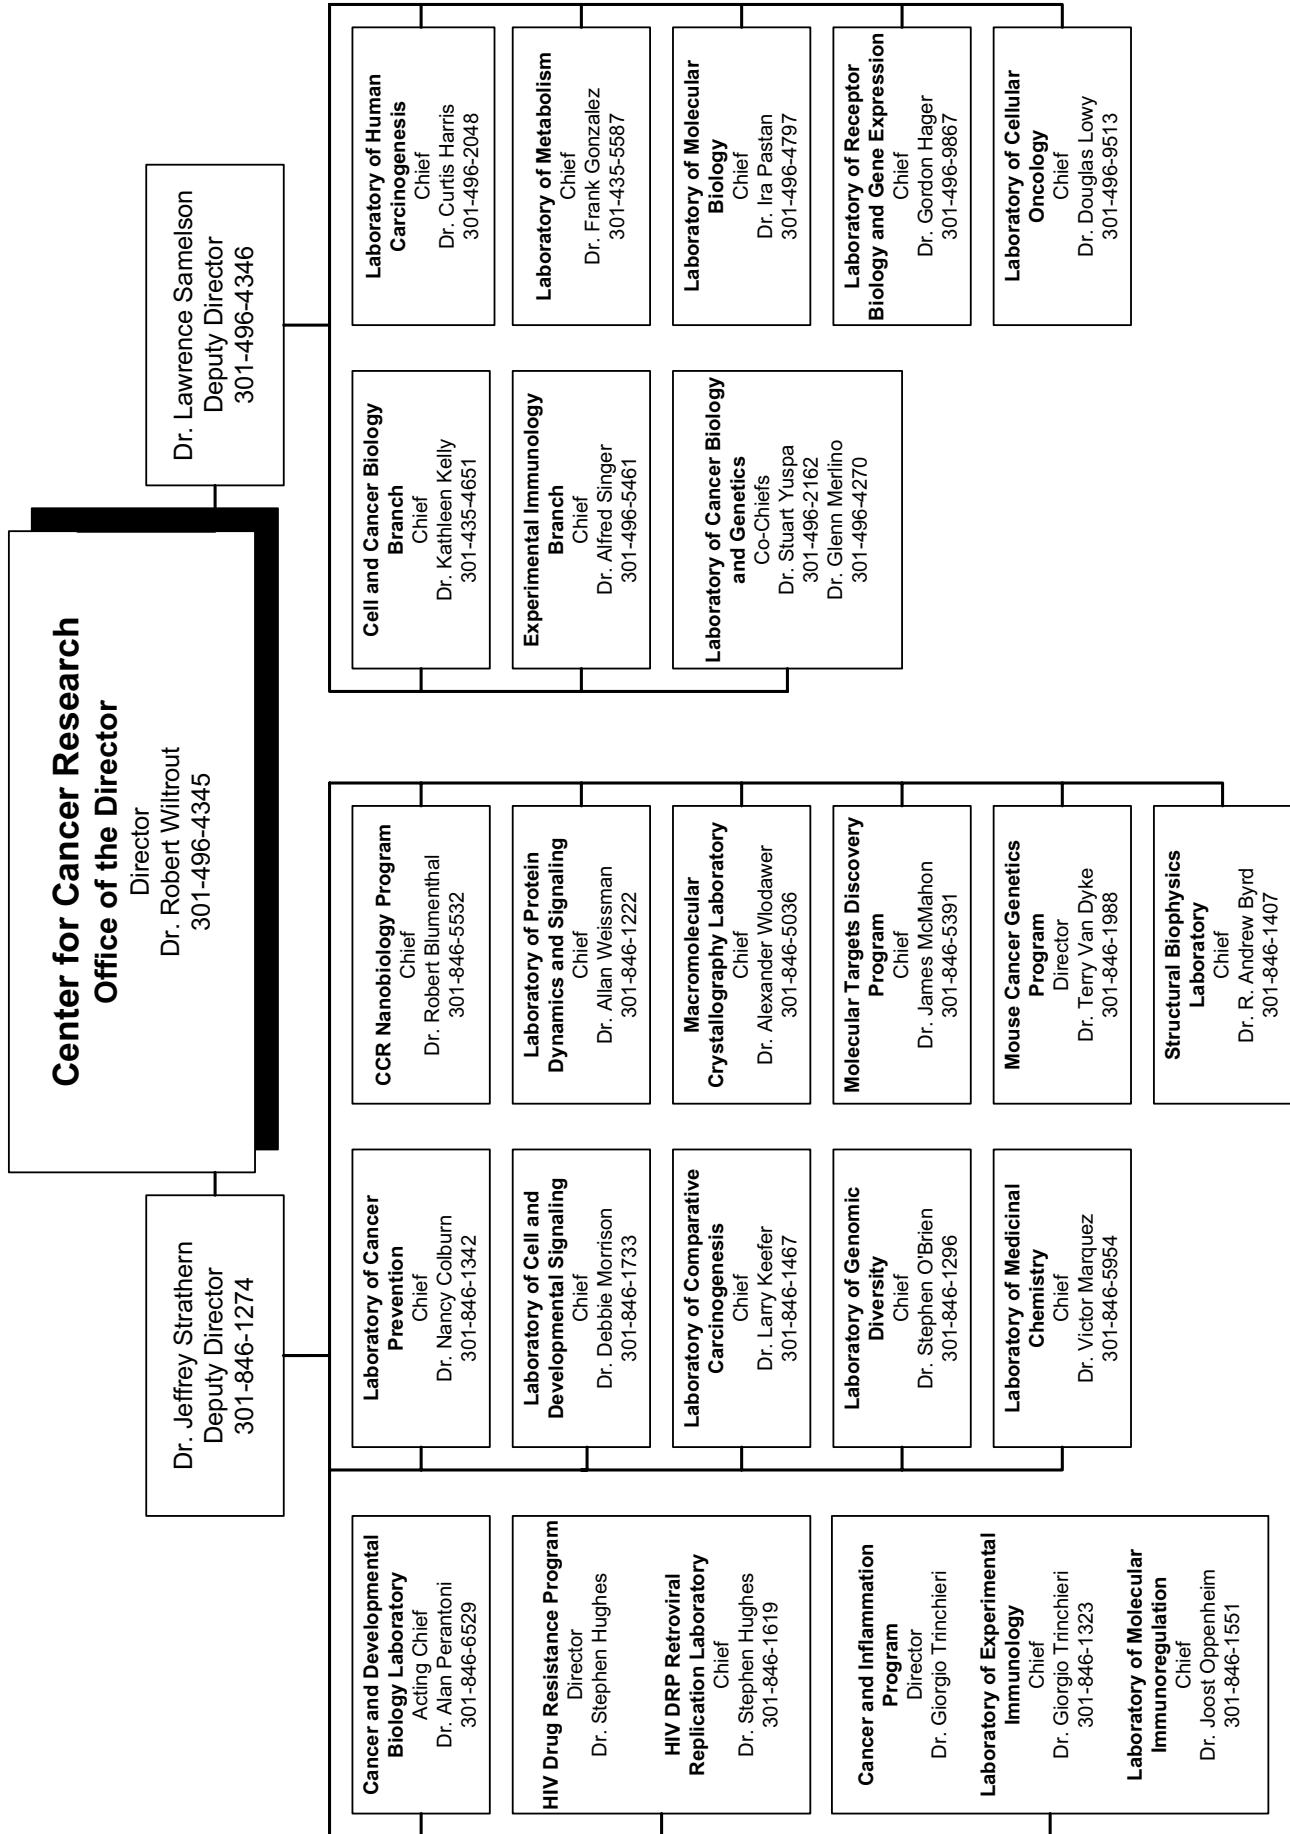 Center for Cancer Research
Office of the Director
Director
Dr. Robert Wiltrout
301-496-4345
Dr. Jeffrey Strathern
Deputy Director
301-846-1274
Dr. Lawrence Samelson
Deputy Director
301-496-4346
Cancer and Developmental
Biology Laboratory
Acting Chief
Dr. Alan Perantoni
301-846-6529
HIV Drug Resistance Program
Director
Dr. Stephen Hughes
HIV DRP Retroviral
Replication Laboratory
Chief
Dr. Stephen Hughes
301-846-1619
Cancer and Inflammation
Program
Director
Dr. Giorgio Trinchieri
Laboratory of Experimental
Immunology
Chief
Dr. Giorgio Trinchieri
301-846-1323
Laboratory of Molecular
Immunoregulation
Chief
Dr. Joost Oppenheim
301-846-1551
Laboratory of Cancer
Prevention
Chief
Dr. Nancy Colburn
301-846-1342
Laboratory of Cell and
Developmental Signaling
Chief
Dr. Debbie Morrison
301-846-1733
Laboratory of Comparative
Carcinogenesis
Chief
Dr. Larry Keefer
301-846-1467
Laboratory of Genomic
Diversity
Chief
Dr. Stephen O'Brien
301-846-1296
Laboratory of Medicinal
Chemistry
Chief
Dr. Victor Marquez
301-846-5954
CCR Nanobiology Program
Chief
Dr. Robert Blumenthal
301-846-5532
Laboratory of Protein
Dynamics and Signaling
Chief
Dr. Allan Weissman
301-846-1222
Macromolecular
Crystallography Laboratory
Chief
Dr. Alexander Wlodawer
301-846-5036
Molecular Targets Discovery
Program
Chief
Dr. James McMahon
301-846-5391
Mouse Cancer Genetics
Program
Director
Dr. Terry Van Dyke
301-846-1988
Structural Biophysics
Laboratory
Chief
Dr. R. Andrew Byrd
301-846-1407
Cell and Cancer Biology
Branch
Chief
Dr. Kathleen Kelly
301-435-4651
Experimental Immunology
Branch
Chief
Dr. Alfred Singer
301-496-5461
Laboratory of Cancer Biology
and Genetics
Co-Chiefs
Dr. Stuart Yuspa
301-496-2162
Dr. Glenn Merlino
301-496-4270
Laboratory of Human
Carcinogenesis
Chief
Dr. Curtis Harris
301-496-2048
Laboratory of Metabolism
Chief
Dr. Frank Gonzalez
301-435-5587
Laboratory of Molecular
Biology
Chief
Dr. Ira Pastan
301-496-4797
Laboratory of Receptor
Biology and Gene Expression
Chief
Dr. Gordon Hager
301-496-9867
Laboratory of Cellular
Oncology
Chief
Dr. Douglas Lowy
301-496-9513